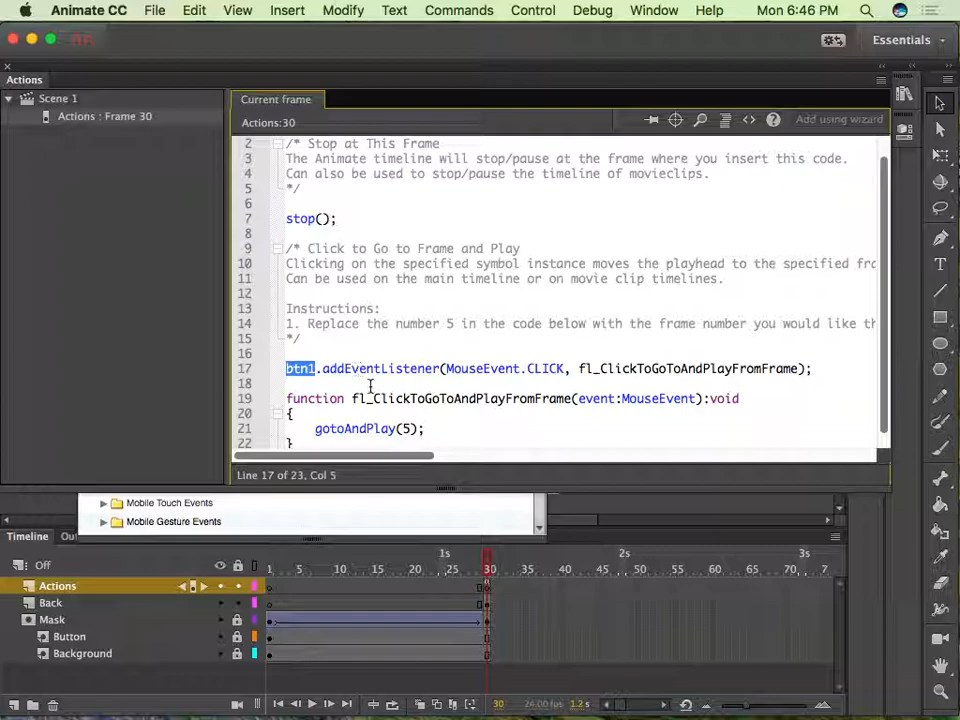 Animate CC File Edit View Insert Modify Text Commands Control Debug Window Help Mon 6:46 PM
Essentials
Actions
Scene 1
Actions : Frame 30
Current frame
Actions:30
Add using wizard
2 /* Stop at This Frame
3 The Animate timeline will stop/pause at the frame where you insert this code.
4 Can also be used to stop/pause the timeline of movieclips.
5 */
6
7 stop();
8
9 /* Click to Go to Frame and Play
10 Clicking on the specified symbol instance moves the playhead to the specified fra
11 Can be used on the main timeline or on movie clip timelines.
12
13 Instructions:
14 1. Replace the number 5 in the code below with the frame number you would like th
15 */
16
17 btn1.addEventListener(MouseEvent.CLICK, fl_ClickToGoToAndPlayFromFrame);
18
19 function fl_ClickToGoToAndPlayFromFrame(event:MouseEvent):void
20 {
21 gotoAndPlay(5);
22 }
Line 17 of 23, Col 5
Mobile Touch Events
Mobile Gesture Events
Timeline Ou
Off 1s 2s 3s
1 5 10 15 20 25 30 35 40 45 50 55 60 65 70 7
Actions
Back
Mask
Button
Background
30 24.00 fps 1.2 s